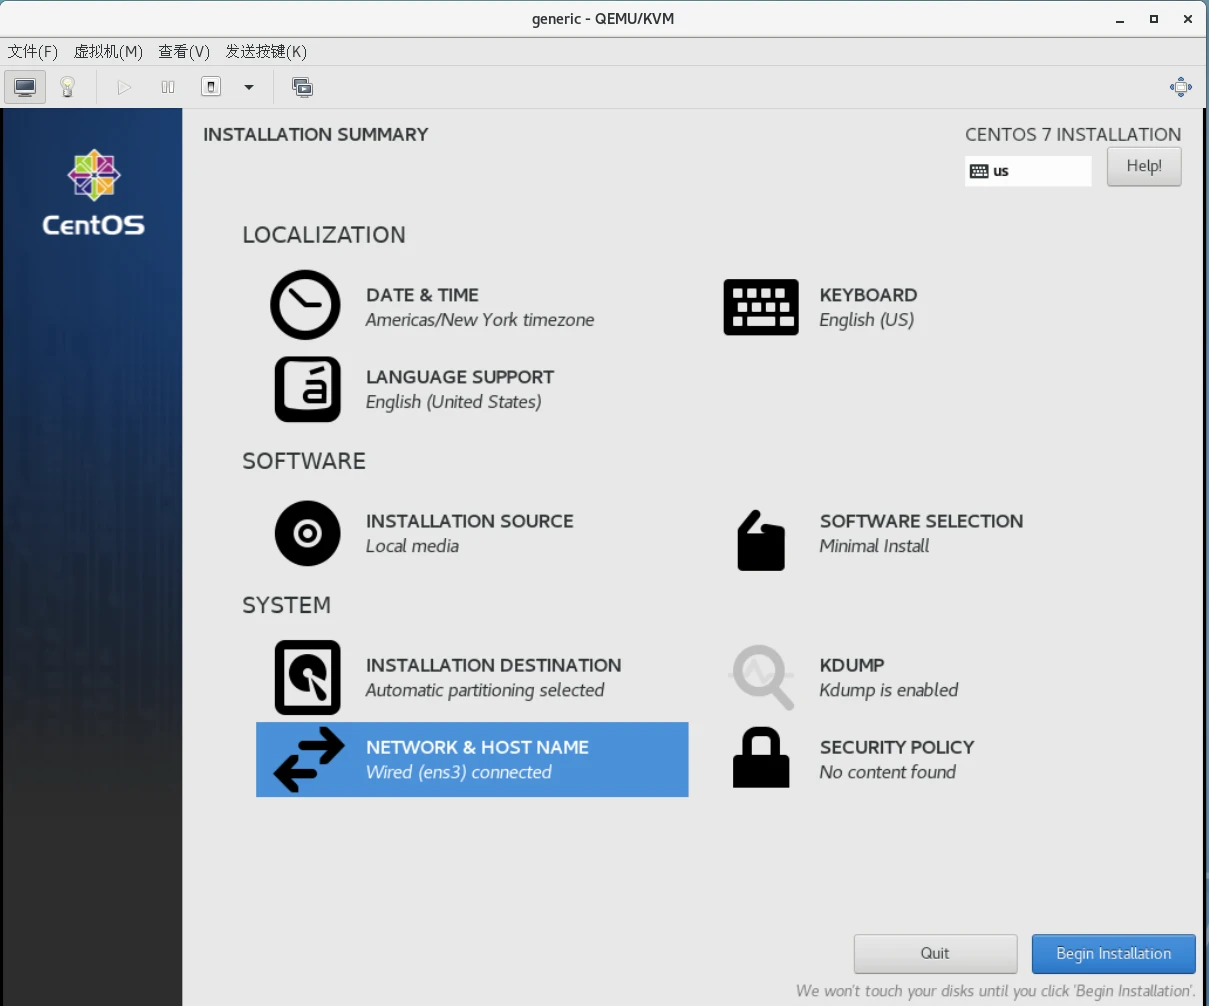 generic - QEMU/KVM
文件(F) 虚拟机(M) 查看(V) 发送按键(K)
INSTALLATION SUMMARY
CENTOS 7 INSTALLATION
us
Help!
CentOS
LOCALIZATION
DATE & TIME
Americas/New York timezone
KEYBOARD
English (US)
á
LANGUAGE SUPPORT
English (United States)
SOFTWARE
INSTALLATION SOURCE
Local media
SOFTWARE SELECTION
Minimal Install
SYSTEM
INSTALLATION DESTINATION
Automatic partitioning selected
KDUMP
Kdump is enabled
NETWORK & HOST NAME
Wired (ens3) connected
SECURITY POLICY
No content found
Quit
Begin Installation
We won't touch your disks until you click 'Begin Installation'.